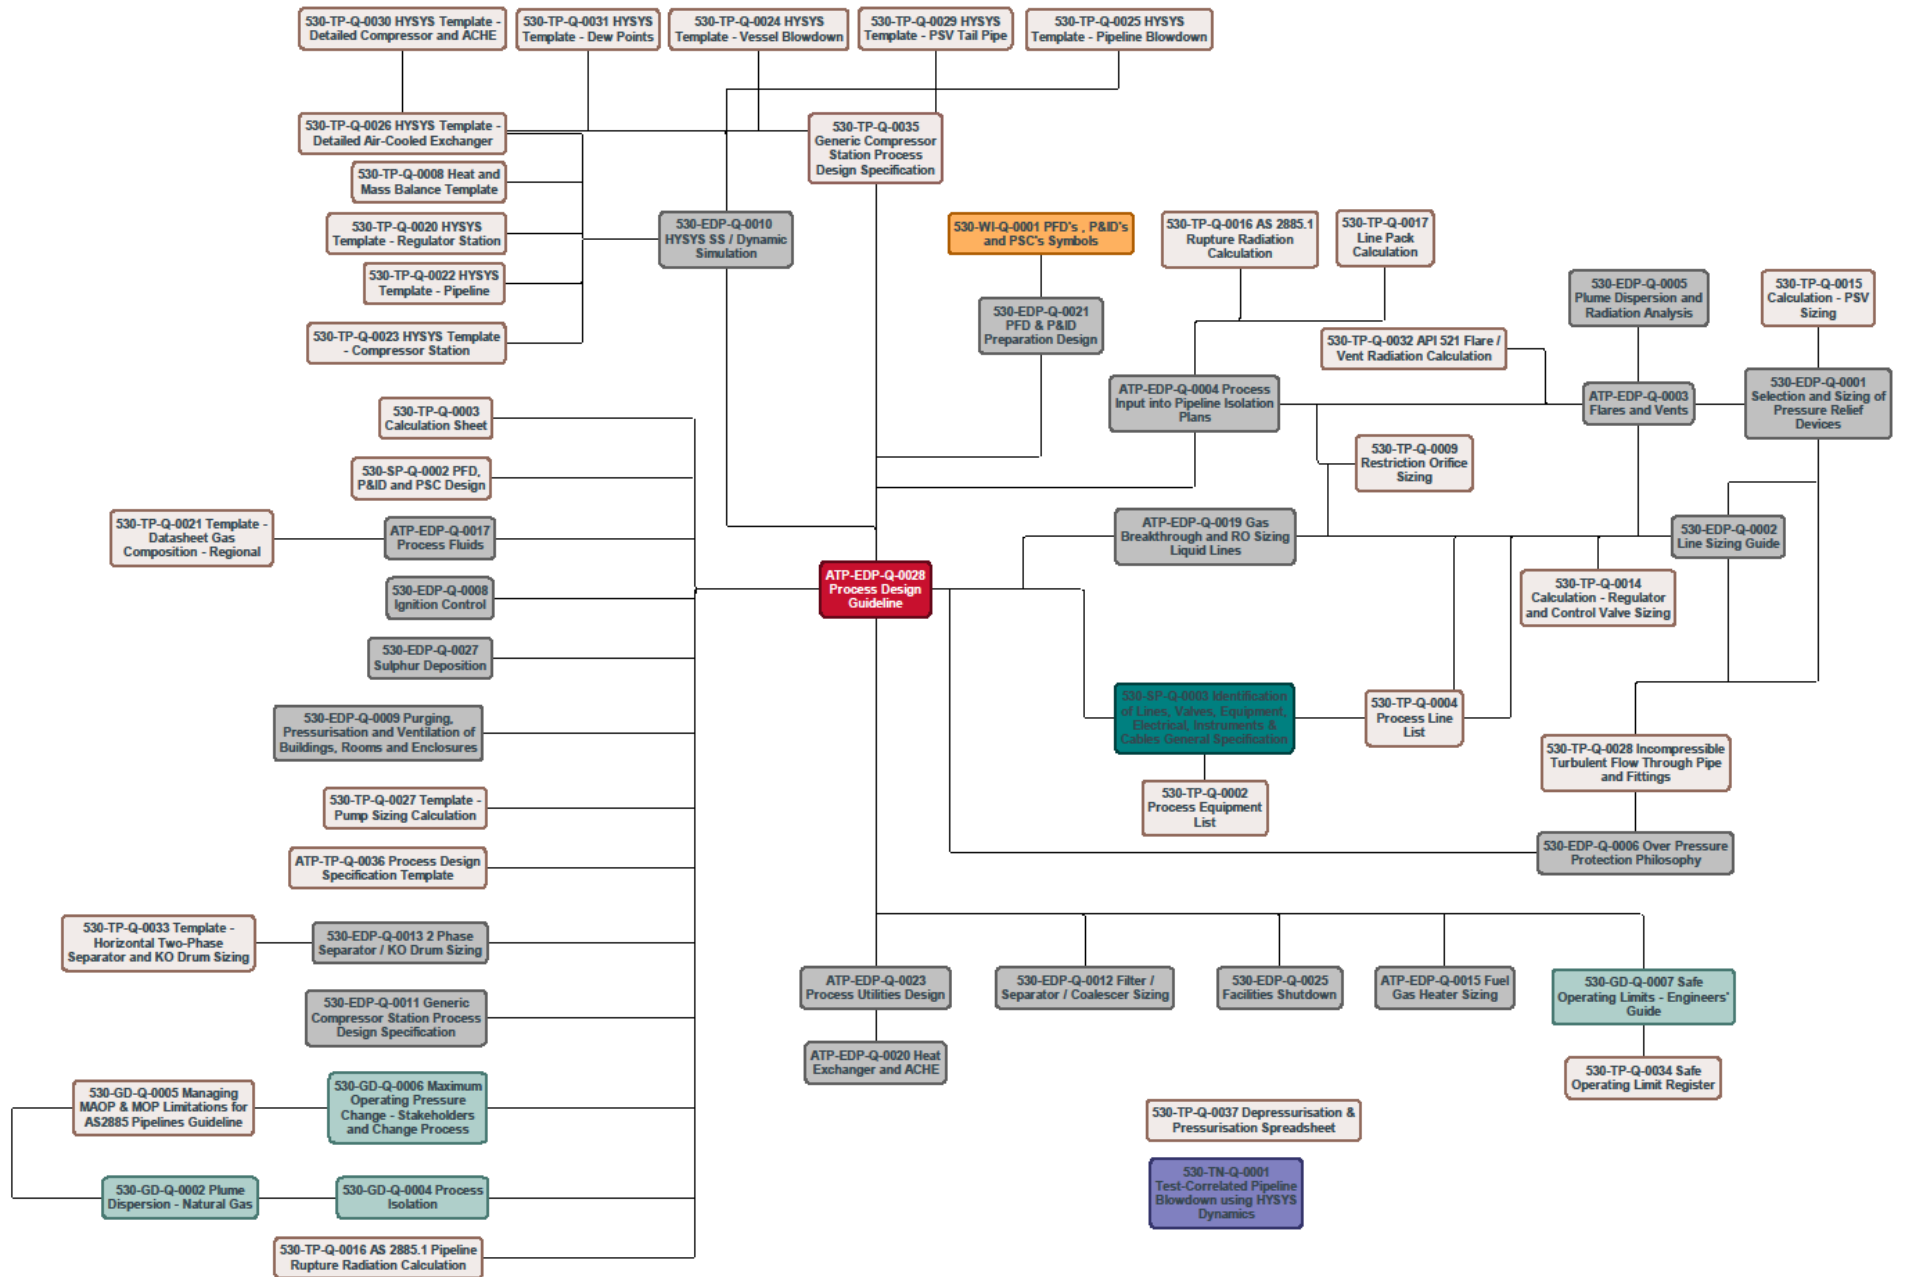 530-TP-Q-0030 HYSYS Template -
Detailed Compressor and ACHE
530-TP-Q-0031 HYSYS
Template - Dew Points
530-TP-Q-0024 HYSYS
Template - Vessel Blowdown
530-TP-Q-0029 HYSYS
Template - PSV Tail Pipe
530-TP-Q-0025 HYSYS
Template - Pipeline Blowdown
530-TP-Q-0026 HYSYS Template -
Detailed Air-Cooled Exchanger
530-TP-Q-0035
Generic Compressor
Station Process
Design Specification
530-TP-Q-0008 Heat and
Mass Balance Template
530-TP-Q-0020 HYSYS
Template - Regulator Station
530-EDP-Q-0010
HYSYS SS / Dynamic
Simulation
530-WI-Q-0001 PFD's , P&ID's
and PSC's Symbols
530-TP-Q-0016 AS 2885.1
Rupture Radiation
Calculation
530-TP-Q-0017
Line Pack
Calculation
530-TP-Q-0022 HYSYS
Template - Pipeline
530-EDP-Q-0005
Plume Dispersion and
Radiation Analysis
530-TP-Q-0015
Calculation - PSV
Sizing
530-EDP-Q-0021
PFD & P&ID
Preparation Design
530-TP-Q-0023 HYSYS Template
- Compressor Station
530-TP-Q-0032 API 521 Flare /
Vent Radiation Calculation
ATP-EDP-Q-0004 Process
Input into Pipeline Isolation
Plans
ATP-EDP-Q-0003
Flares and Vents
530-EDP-Q-0001
Selection and Sizing of
Pressure Relief
Devices
530-TP-Q-0003
Calculation Sheet
530-TP-Q-0009
Restriction Orifice
Sizing
530-SP-Q-0002 PFD,
P&ID and PSC Design
530-TP-Q-0021 Template -
Datasheet Gas
Composition - Regional
ATP-EDP-Q-0017
Process Fluids
ATP-EDP-Q-0019 Gas
Breakthrough and RO Sizing
Liquid Lines
530-EDP-Q-0002
Line Sizing Guide
ATP-EDP-Q-0028
Process Design
Guideline
530-EDP-Q-0008
Ignition Control
530-TP-Q-0014
Calculation - Regulator
and Control Valve Sizing
530-EDP-Q-0027
Sulphur Deposition
530-SP-Q-0003 Identification
of Lines, Valves, Equipment,
Electrical, Instruments &
Cables General Specification
530-TP-Q-0004
Process Line
List
530-EDP-Q-0009 Purging,
Pressurisation and Ventilation of
Buildings, Rooms and Enclosures
530-TP-Q-0028 Incompressible
Turbulent Flow Through Pipe
and Fittings
530-TP-Q-0002
Process Equipment
List
530-TP-Q-0027 Template -
Pump Sizing Calculation
530-EDP-Q-0006 Over Pressure
Protection Philosophy
ATP-TP-Q-0036 Process Design
Specification Template
530-TP-Q-0033 Template -
Horizontal Two-Phase
Separator and KO Drum Sizing
530-EDP-Q-0013 2 Phase
Separator / KO Drum Sizing
ATP-EDP-Q-0023
Process Utilities Design
530-EDP-Q-0012 Filter /
Separator / Coalescer Sizing
530-EDP-Q-0025
Facilities Shutdown
ATP-EDP-Q-0015 Fuel
Gas Heater Sizing
530-GD-Q-0007 Safe
Operating Limits - Engineers'
Guide
530-EDP-Q-0011 Generic
Compressor Station Process
Design Specification
ATP-EDP-Q-0020 Heat
Exchanger and ACHE
530-TP-Q-0034 Safe
Operating Limit Register
530-GD-Q-0005 Managing
MAOP & MOP Limitations for
AS2885 Pipelines Guideline
530-GD-Q-0006 Maximum
Operating Pressure
Change - Stakeholders
and Change Process
530-TP-Q-0037 Depressurisation &
Pressurisation Spreadsheet
530-GD-Q-0002 Plume
Dispersion - Natural Gas
530-GD-Q-0004 Process
Isolation
530-TN-Q-0001
Test-Correlated Pipeline
Blowdown using HYSYS
Dynamics
530-TP-Q-0016 AS 2885.1 Pipeline
Rupture Radiation Calculation